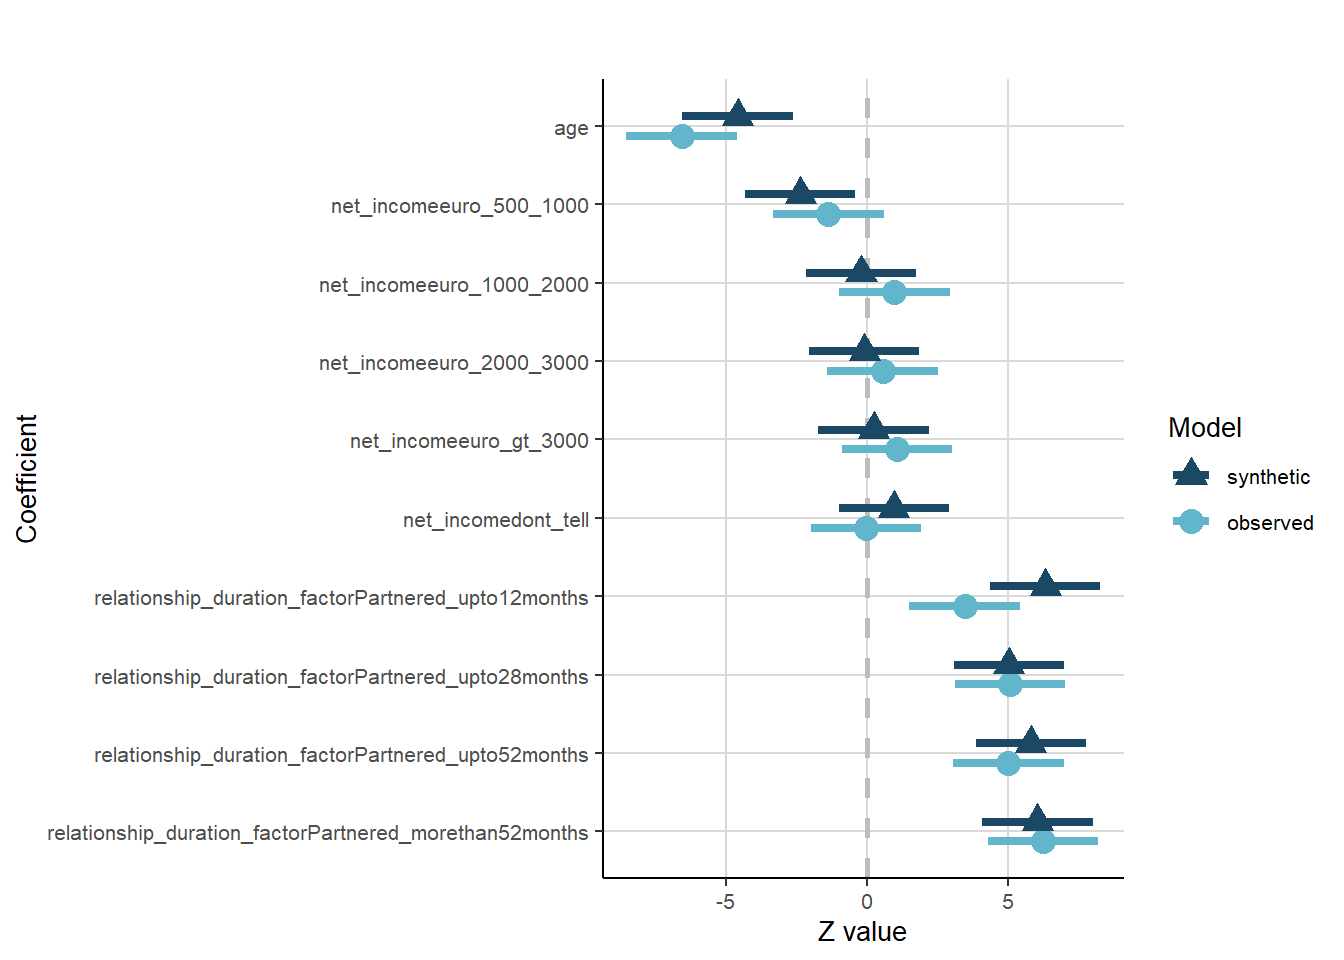 age
net_incomeeuro_500_1000
net_incomeeuro_1000_2000
net_incomeeuro_2000_3000
net_incomeeuro_gt_3000
net_incomedont_tell
relationship_duration_factorPartnered_upto12months
relationship_duration_factorPartnered_upto28months
relationship_duration_factorPartnered_upto52months
relationship_duration_factorPartnered_morethan52months
Coefficient
-5 0 5
Z value
Model
synthetic
observed